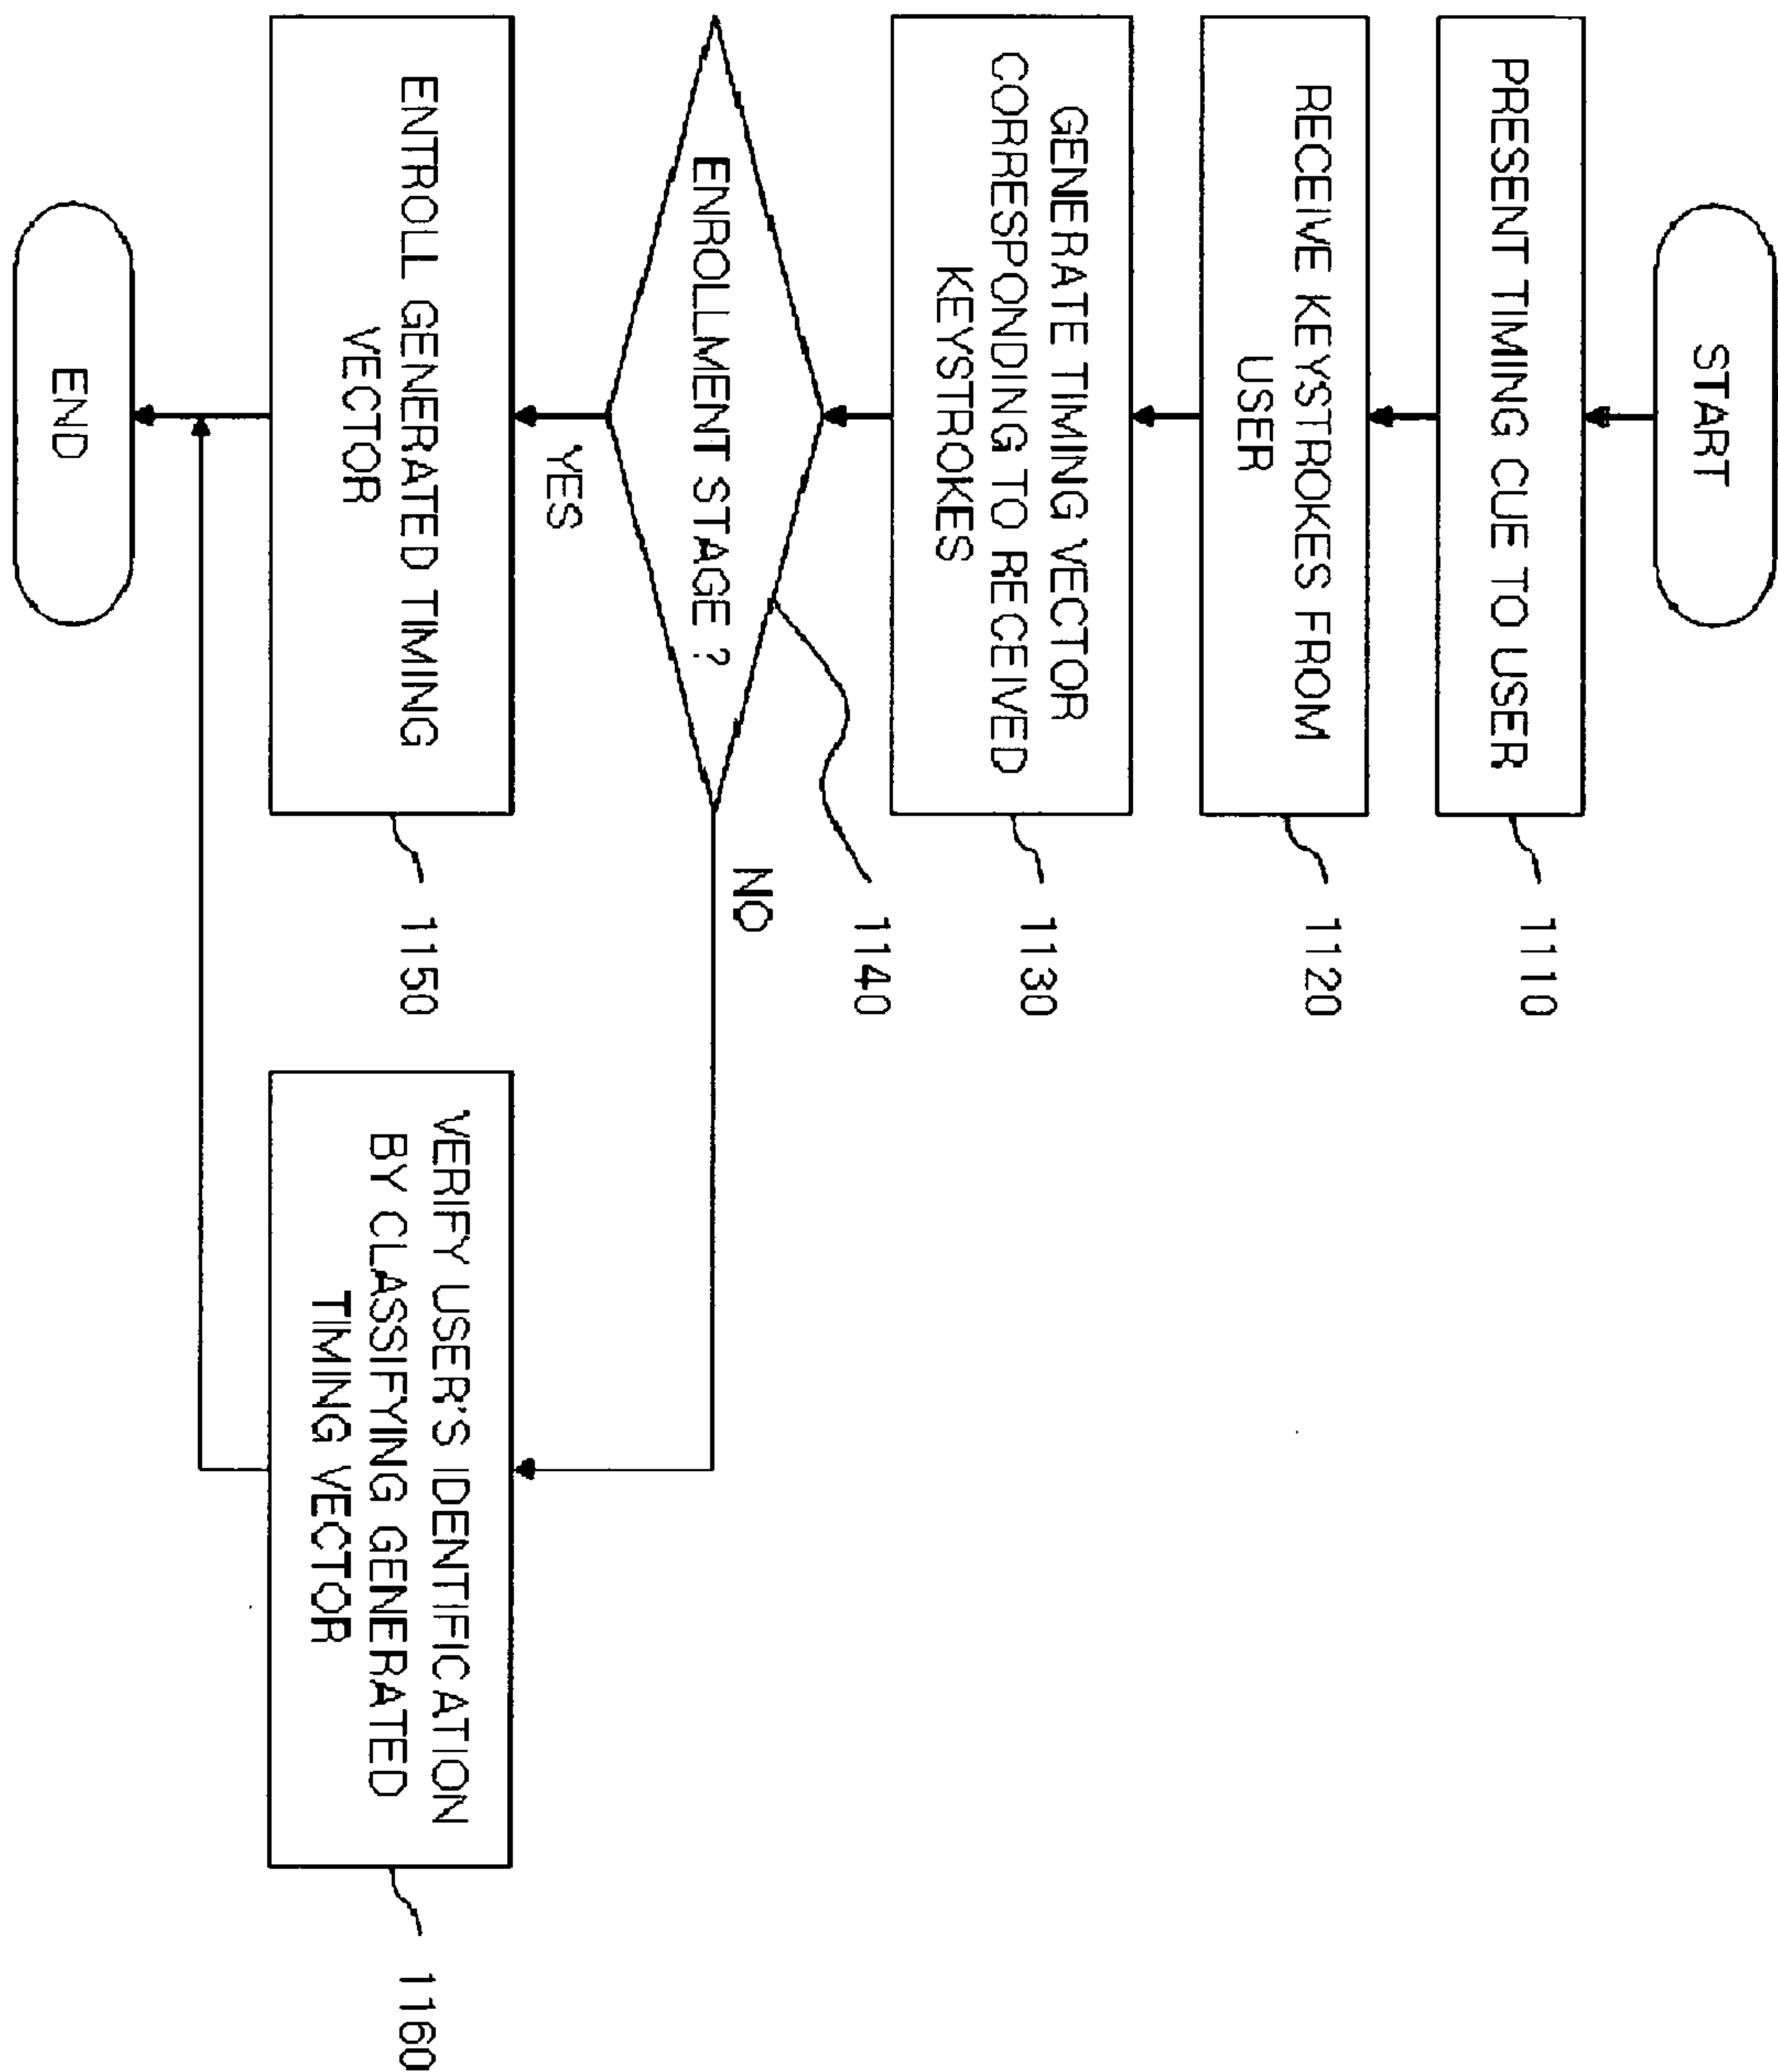 START
PRESENT TIMING CUE TO USER
1110
RECEIVE KEYSTROKES FROM
USER
1120
GENERATE TIMING VECTOR
CORRESPONDING TO RECEIVED
KEYSTROKES
1130
ENROLLMENT STAGE ?
1140
NO
YES
ENTROLL GENERATED TIMING
VECTOR
1150
VERIFY USER'S IDENTIFICATION
BY CLASSIFYING GENERATED
TIMING VECTOR
1160
END